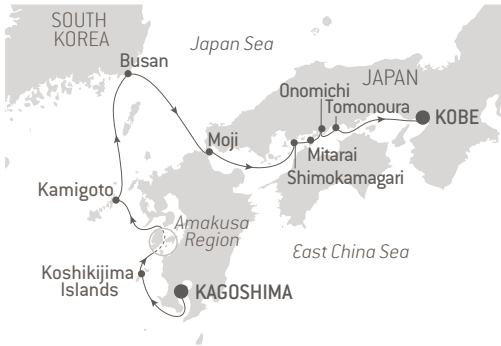 SOUTH
KOREA
Japan Sea
Busan
JAPAN
Onomichi
Tomonoura
KOBE
Moji
Mitarai
Shimokamagari
Kamigoto
Amakusa
Region
East China Sea
Koshikijima
Islands
KAGOSHIMA